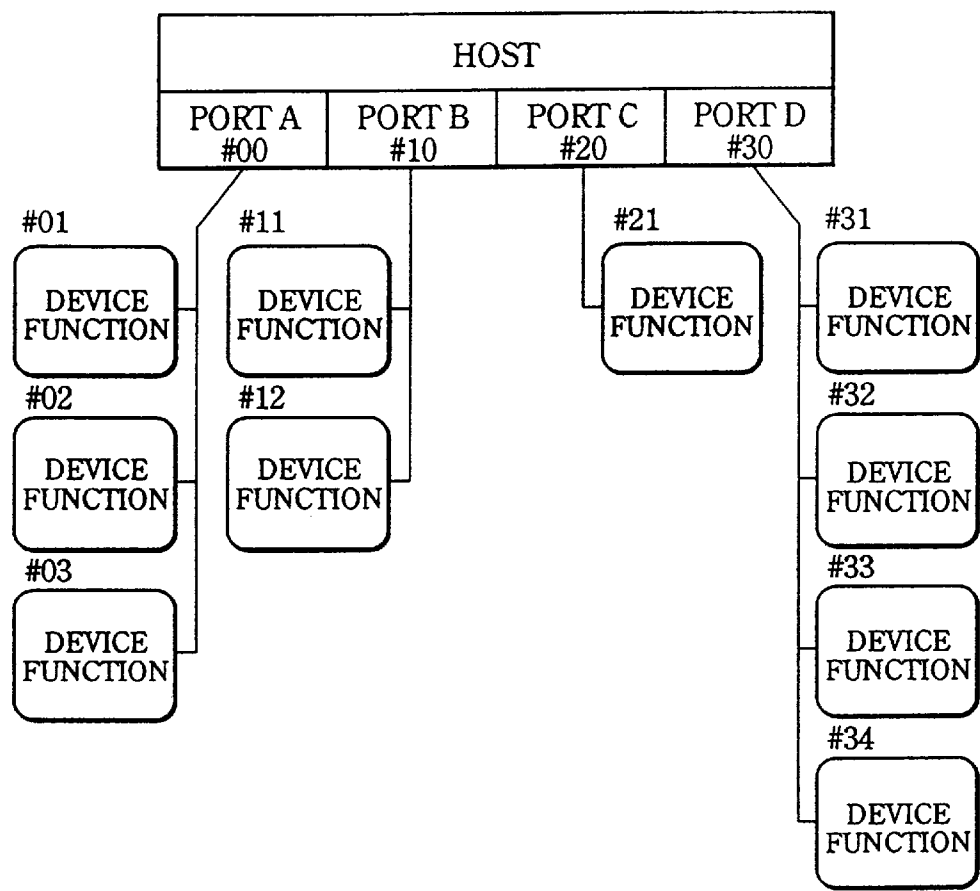 HOST
PORT A
#00
PORT B
#10
PORT C
#20
PORT D
#30
#01
DEVICE
FUNCTION
#02
DEVICE
FUNCTION
#03
DEVICE
FUNCTION
#11
DEVICE
FUNCTION
#12
DEVICE
FUNCTION
#21
DEVICE
FUNCTION
#31
DEVICE
FUNCTION
#32
DEVICE
FUNCTION
#33
DEVICE
FUNCTION
#34
DEVICE
FUNCTION